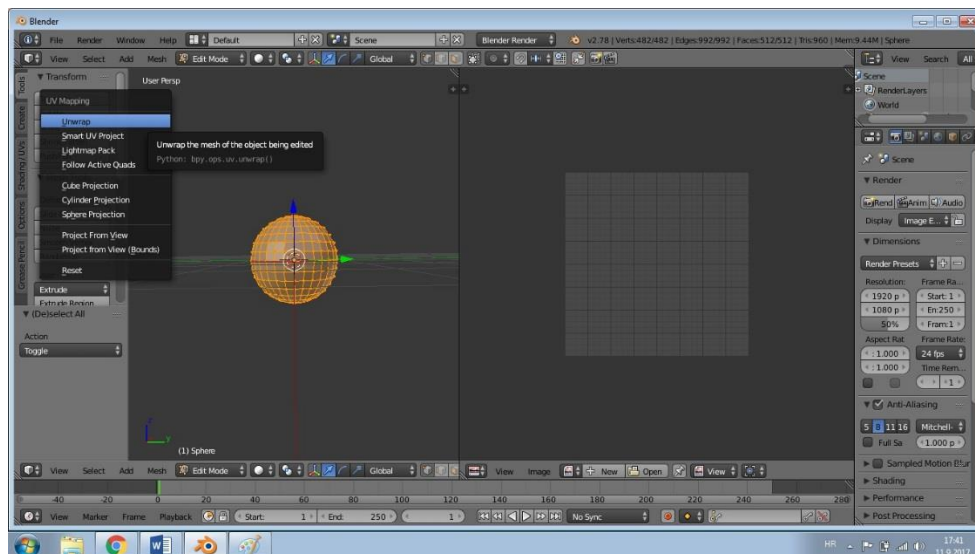 Blender
File Render Window Help Default Scene Blender Render v2.78 | Verts:482/482 | Edges:992/992 | Faces:512/512 | Tris:960 | Mem:9.44M | Sphere
View Select Add Mesh Edit Mode Global View Search All
Tools
Create
Shading / UVs
Options
Grease Pencil
Transform
User Persp
UV Mapping
Unwrap
Smart UV Project
Lightmap Pack
Follow Active Quads
Cube Projection
Cylinder Projection
Sphere Projection
Project From View
Project from View (Bounds)
Reset
Unwrap the mesh of the object being edited
Python: bpy.ops.uv.unwrap()
Extrude
Extrude Region
(De)select All
Action
Toggle
(1) Sphere
Scene
RenderLayers
World
Scene
Render
Rend Anim Audio
Display Image E...
Dimensions
Render Presets
Resolution: Frame Ra...
1920 p Start: 1
1080 p En:250
50% Fram:1
Aspect Rat Frame Rate:
: 1.000 24 fps
: 1.000 Time Rem...
1
Anti-Aliasing
5 8 11 16 Mitchell-
Full Sa 1.000 p
Sampled Motion Blur
Shading
Performance
Post Processing
View Select Add Mesh Edit Mode Global View Image New Open View
-40 -20 0 20 40 60 80 100 120 140 160 180 200 220 240 260 280
View Marker Frame Playback Start: 1 End: 250 1 No Sync
HR 17:41
11.9.2017